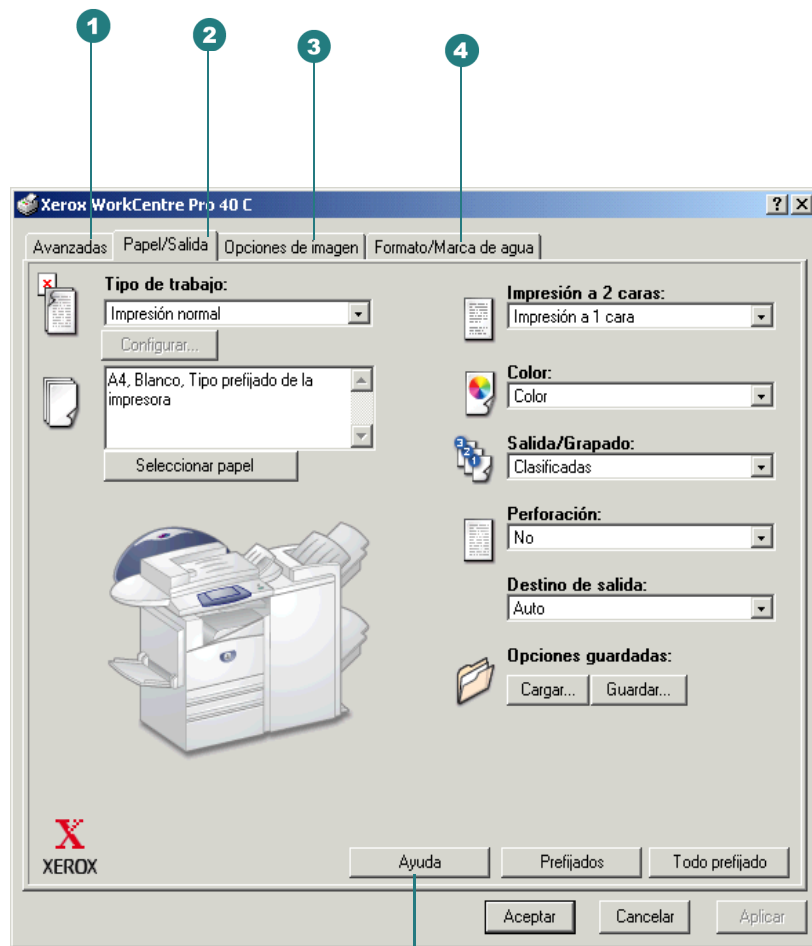 1
2
3
4
Xerox WorkCentre Pro 40 C
Avanzadas
Papel/Salida
Opciones de imagen
Formato/Marca de agua
Tipo de trabajo:
Impresión normal
Configurar...
A4, Blanco, Tipo prefijado de la
impresora
Seleccionar papel
Impresión a 2 caras:
Impresión a 1 cara
Color:
Color
Salida/Grapado:
3
2
1
Clasificadas
Perforación:
No
Destino de salida:
Auto
Opciones guardadas:
Cargar...
Guardar...
X
XEROX
Ayuda
Prefijados
Todo prefijado
Aceptar
Cancelar
Aplicar